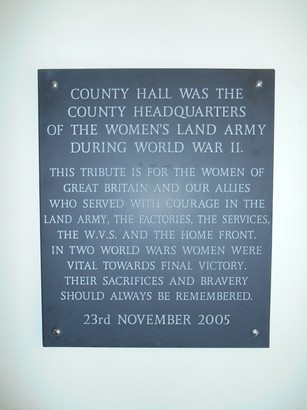 COUNTY HALL WAS THE
COUNTY HEADQUARTERS
OF THE WOMEN'S LAND ARMY
DURING WORLD WAR II.
THIS TRIBUTE IS FOR THE WOMEN OF
GREAT BRITAIN AND OUR ALLIES
WHO SERVED WITH COURAGE IN THE
LAND ARMY, THE FACTORIES, THE SERVICES,
THE W.V.S. AND THE HOME FRONT.
IN TWO WORLD WARS WOMEN WERE
VITAL TOWARDS FINAL VICTORY.
THEIR SACRIFICES AND BRAVERY
SHOULD ALWAYS BE REMEMBERED.
23rd NOVEMBER 2005